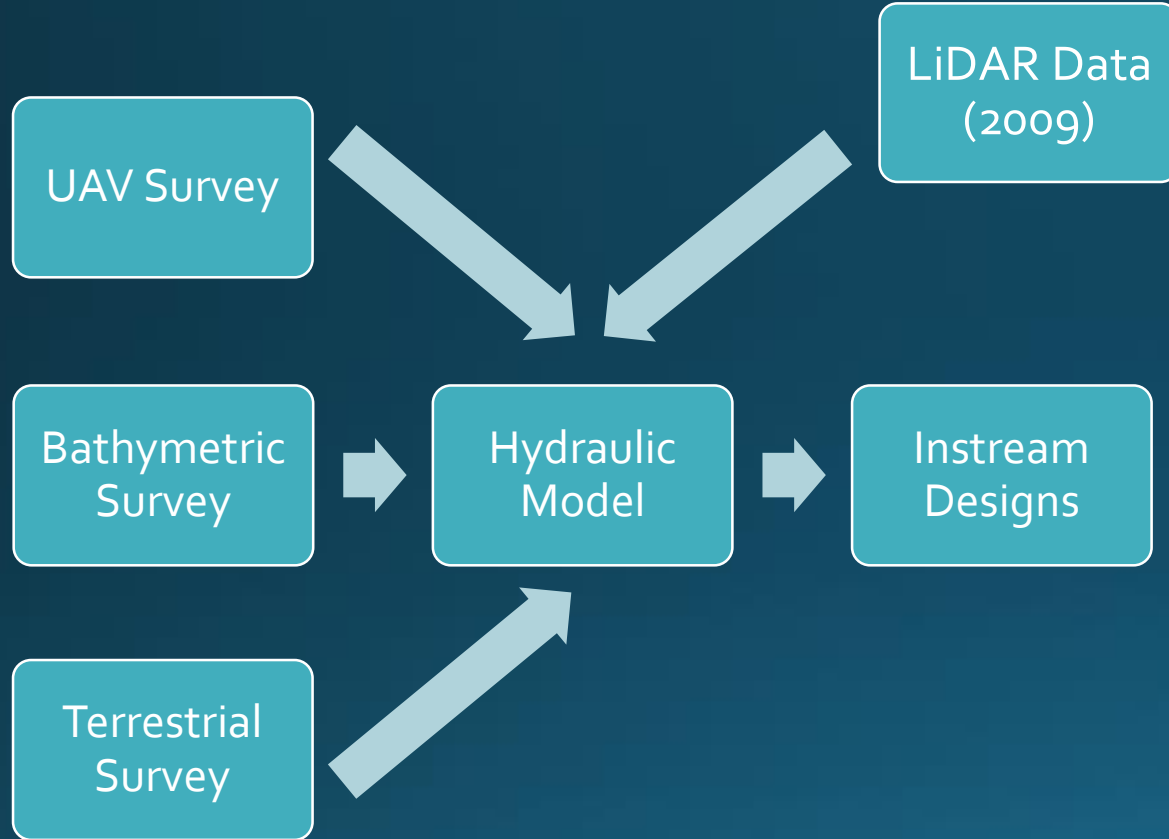 LiDAR Data
(2009)
UAV Survey
Bathymetric
Survey
Hydraulic
Model
Instream
Designs
Terrestrial
Survey